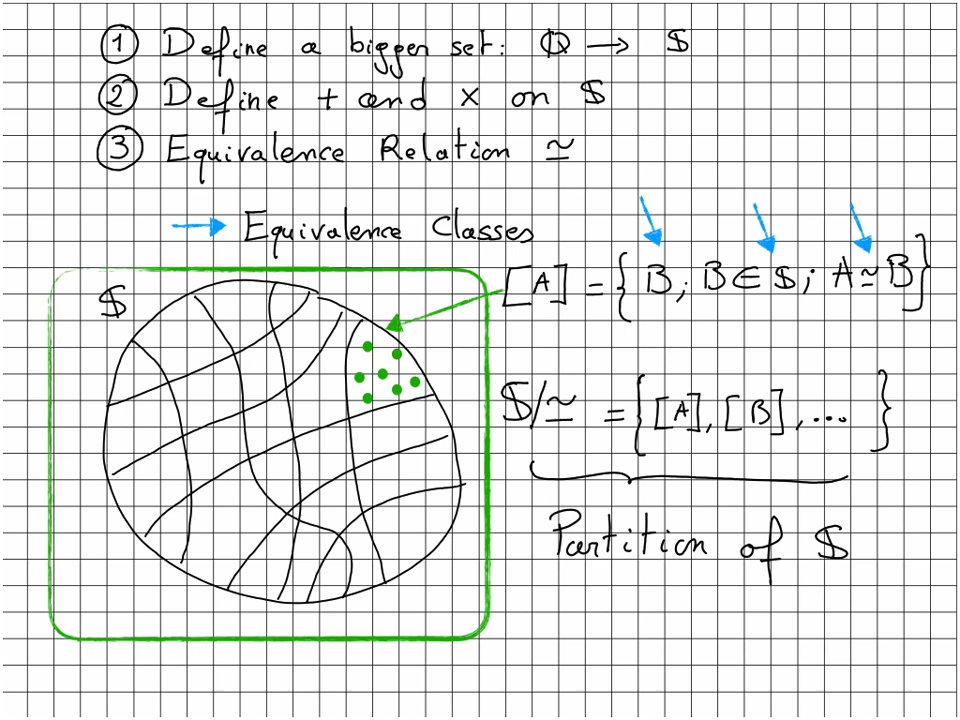 ① Define a bigger set: ℚ → 𝕊
② Define + and × on 𝕊
③ Equivalence Relation ≃
→ Equivalence Classes
𝕊
[A] = { B ; B ∈ 𝕊 ; A ≃ B }
𝕊/≃ = { [A], [B], ... }
Partition of 𝕊